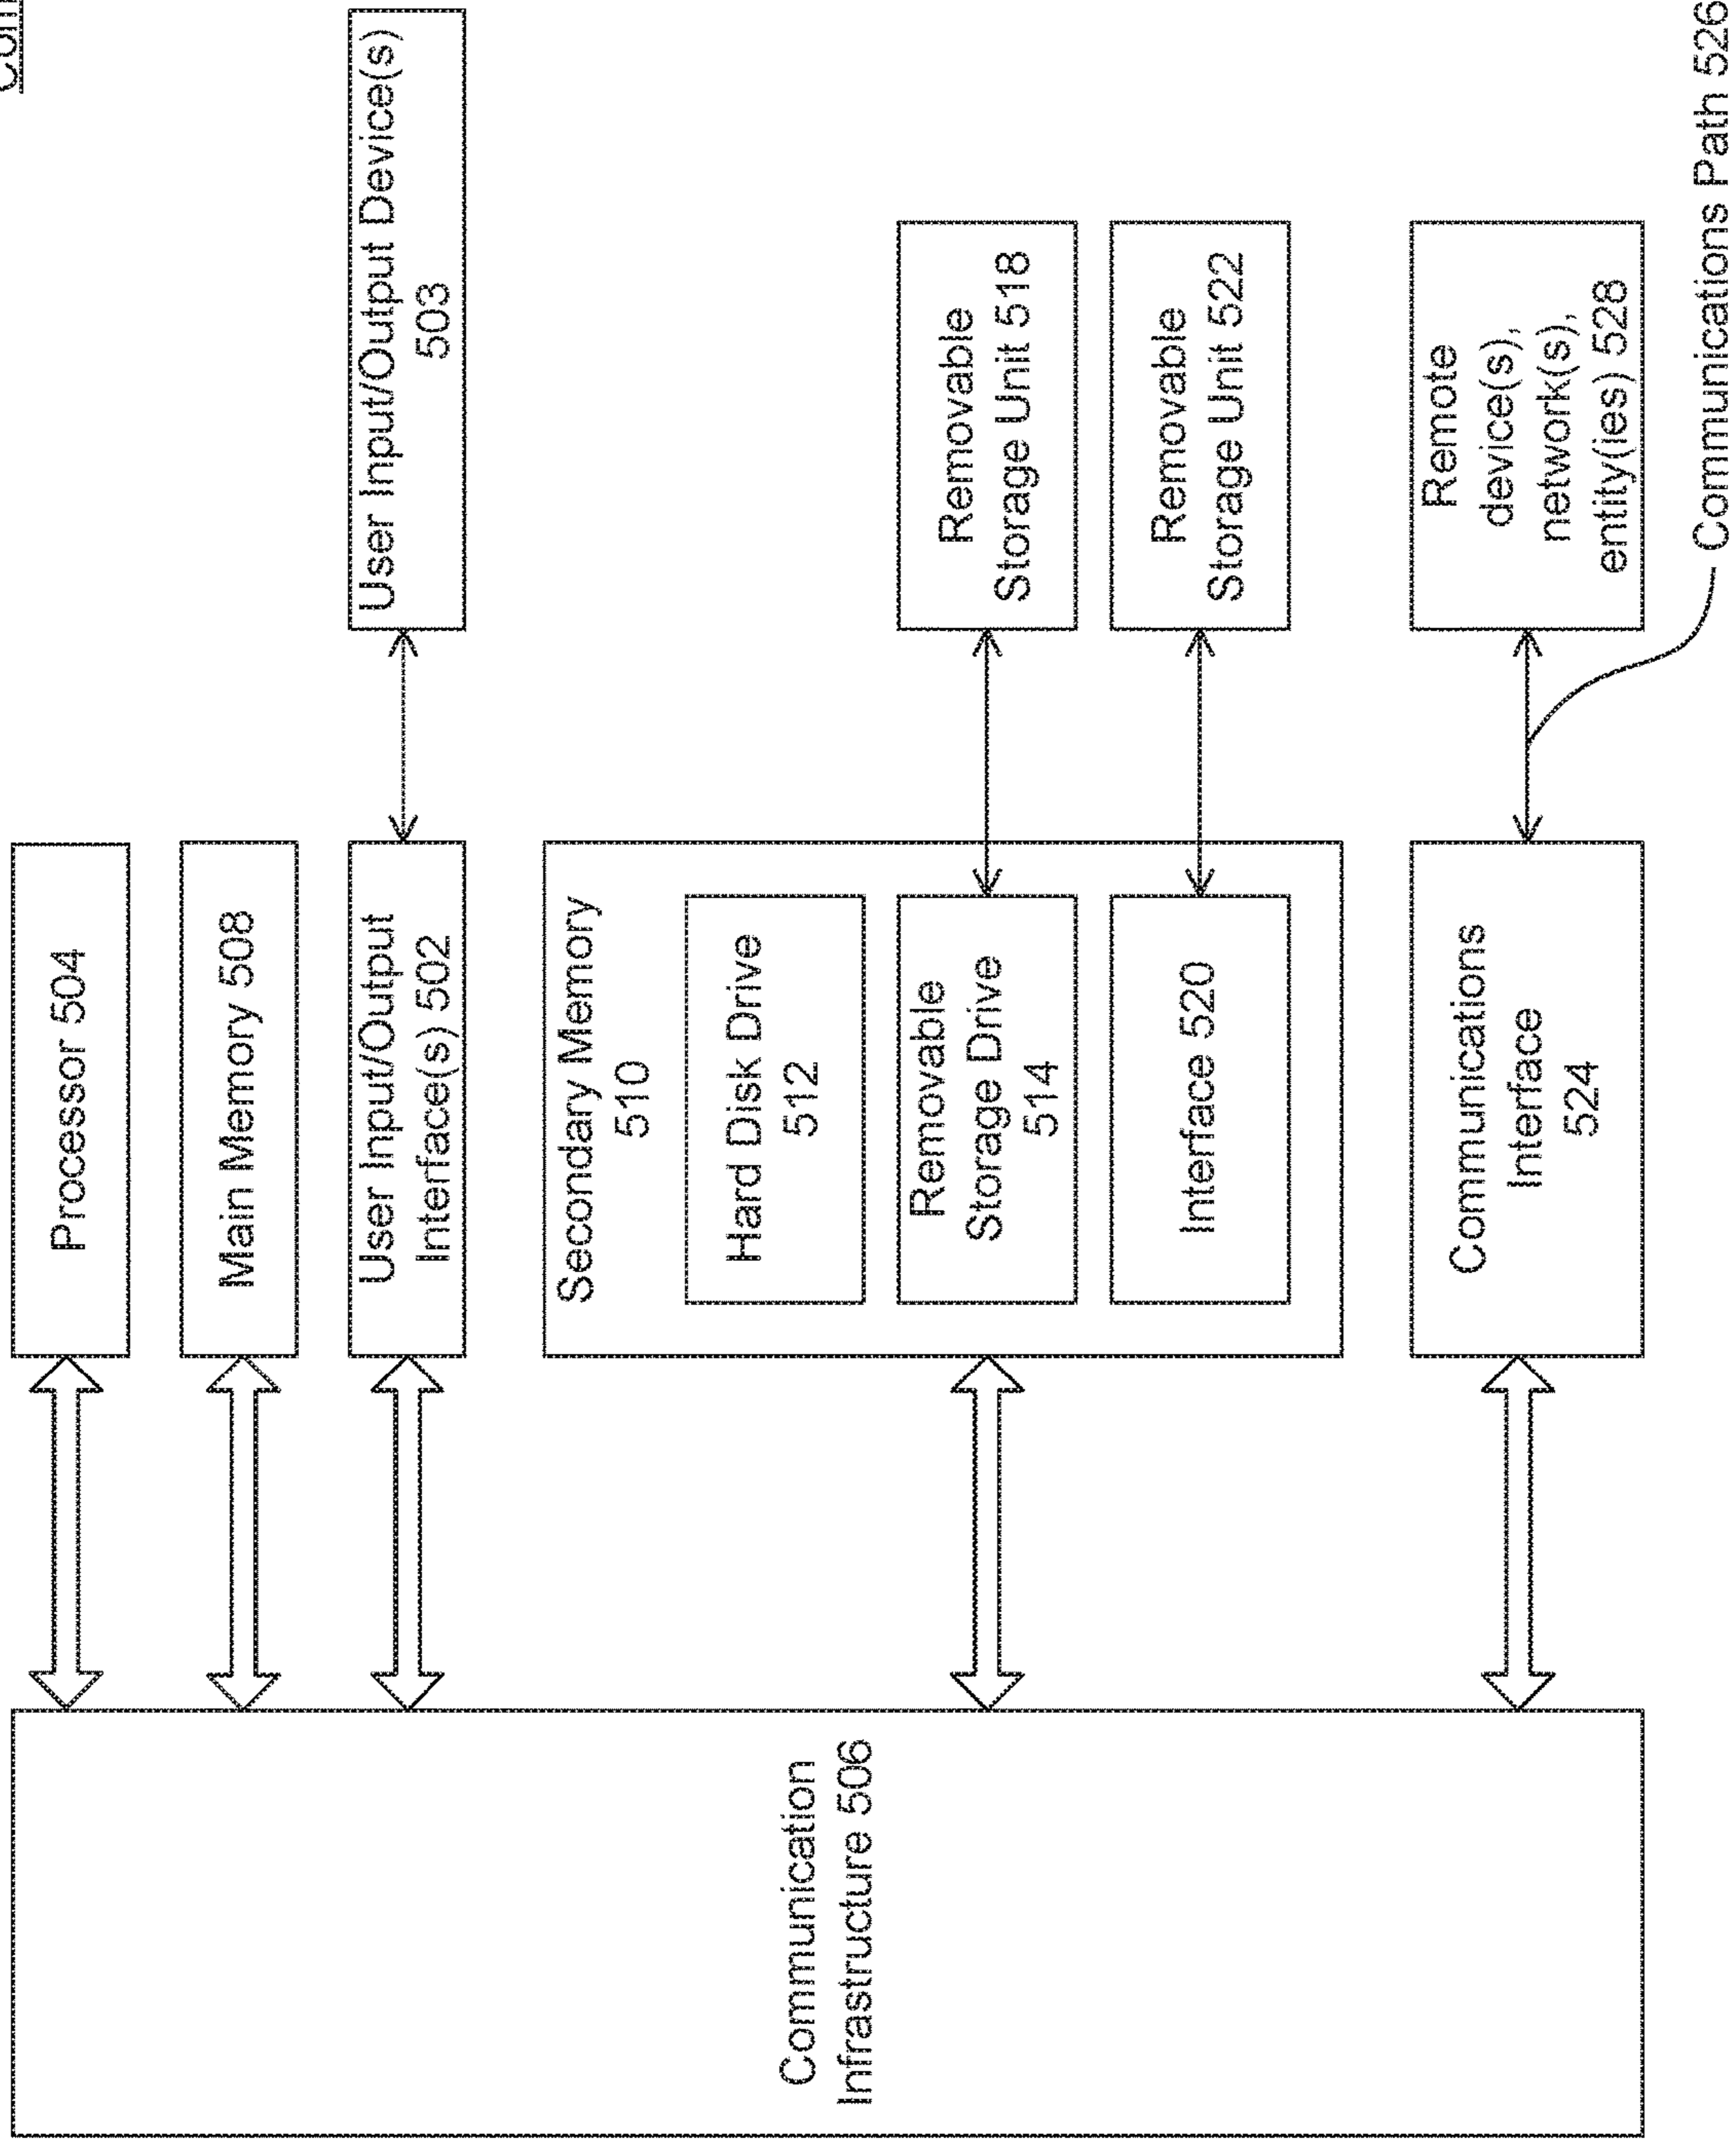 Processor 504
Main Memory 508
User Input/Output
Interface(s) 502
User Input/Output Device(s)
503
Secondary Memory
510
Hard Disk Drive
512
Removable
Storage Drive
514
Removable
Storage Unit 518
Interface 520
Removable
Storage Unit 522
Communications
Interface
524
Remote
device(s),
network(s),
entity(ies) 528
Communications Path 526
Communication
Infrastructure 506